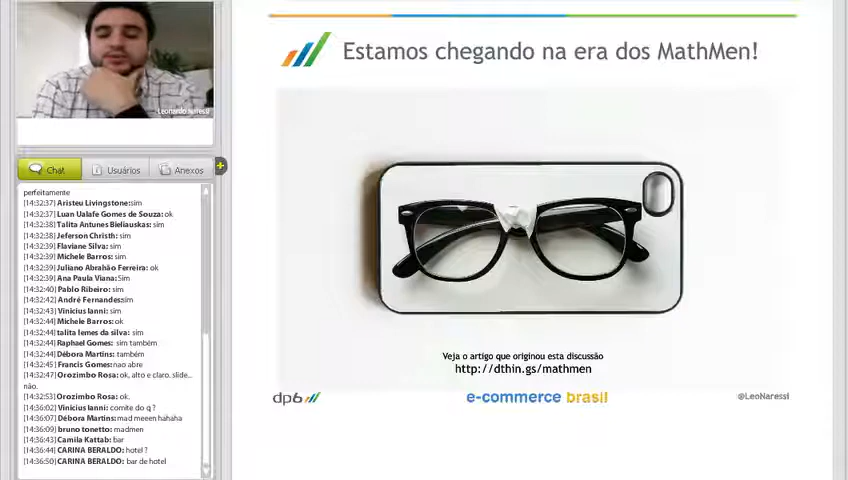 Leonardo Naressi
Chat
Usuários
Anexos
perfeitamente
[14:32:37] Aristeu Livingstone:sim
[14:32:37] Luan Ualafe Gomes de Souza: ok
[14:32:38] Talita Antunes Bieliauskas: sim
[14:32:38] Jeferson Christh: sim
[14:32:39] Flaviane Silva: sim
[14:32:39] Michele Barros: sim
[14:32:39] Juliano Abrahão Ferreira: ok
[14:32:39] Ana Paula Viana: Sim
[14:32:40] Pablo Ribeiro: sim
[14:32:42] André Fernandes:sim
[14:32:43] Vinicius Ianni: sim
[14:32:44] Michele Barros: ok
[14:32:44] talita lemes da silva: sim
[14:32:44] Raphael Gomes: sim também
[14:32:44] Débora Martins: também
[14:32:45] Francis Gomes: nao abre
[14:32:47] Orozimbo Rosa: ok, alto e claro. slide...
não.
[14:32:53] Orozimbo Rosa: ok.
[14:36:02] Vinicius Ianni: comite do q ?
[14:36:07] Débora Martins: mad meeen hahaha
[14:36:09] bruno tonetto: madmen
[14:36:43] Camila Kattab: bar
[14:36:44] CARINA BERALDO: hotel ?
[14:36:50] CARINA BERALDO: bar de hotel
Estamos chegando na era dos MathMen!
Veja o artigo que originou esta discussão
http://dthin.gs/mathmen
dp6
e-commerce brasil
@LeoNaressi